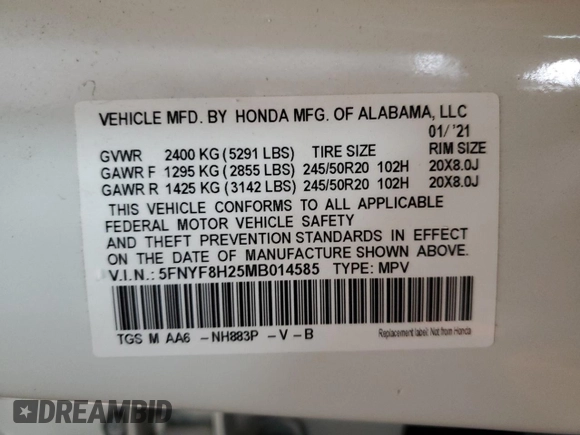 VEHICLE MFD. BY HONDA MFG. OF ALABAMA, LLC
01/ '21
GVWR 2400 KG (5291 LBS) TIRE SIZE RIM SIZE
GAWR F 1295 KG (2855 LBS) 245/50R20 102H 20X8.0J
GAWR R 1425 KG (3142 LBS) 245/50R20 102H 20X8.0J
THIS VEHICLE CONFORMS TO ALL APPLICABLE
FEDERAL MOTOR VEHICLE SAFETY
AND THEFT PREVENTION STANDARDS IN EFFECT
ON THE DATE OF MANUFACTURE SHOWN ABOVE.
V.I.N.: 5FNYF8H25MB014585 TYPE: MPV
TGS M AA6 -NH883P -V-B
Replacement label: Not from Honda
DREAMBID